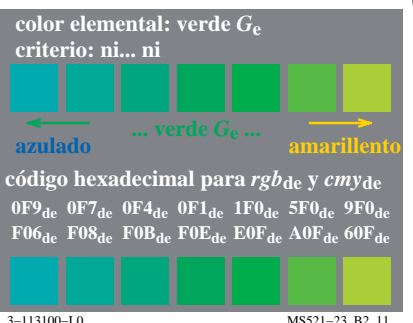 color elemental: verde Ge
criterio: ni... ni
... verde Ge ...
azulado amarillento
código hexadecimal para rgbde y cmyde
0F9de 0F7de 0F4de 0F1de 1F0de 5F0de 9F0de
F06de F08de F0Bde F0Ede E0Fde A0Fde 60Fde
3–113100–L0 MS521–23, B2_11